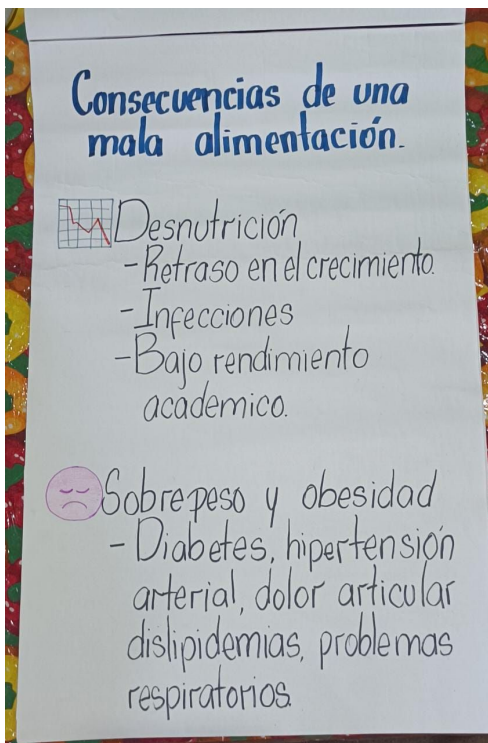 Consecuencias de una
mala alimentación.
Desnutrición
- Retraso en el crecimiento.
- Infecciones
- Bajo rendimiento
academico.
Sobrepeso y obesidad
- Diabetes, hipertensión
arterial, dolor articular
dislipidemias, problemas
respiratorios.